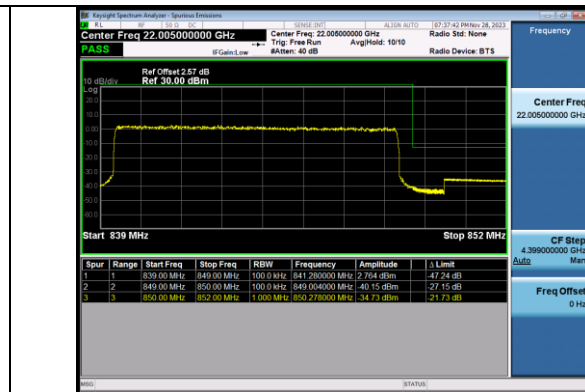 Keysight Spectrum Analyzer - Spurious Emissions
RL RF 50 Ω DC SENSE:INT ALIGN AUTO 07:37:42 PM Nov 28, 2023
Center Freq 22.005000000 GHz
Center Freq: 22.005000000 GHz
Radio Std: None
Trig: Free Run Avg|Hold: 10/10
PASS
IFGain:Low
#Atten: 40 dB
Radio Device: BTS
Ref Offset 2.57 dB
10 dB/div Ref 30.00 dBm
Log
20.0
10.0
0.00
-10.0
-20.0
-30.0
-40.0
-50.0
-60.0
Start 839 MHz Stop 852 MHz
Spur Range Start Freq Stop Freq RBW Frequency Amplitude Δ Limit
1 1 839.00 MHz 849.00 MHz 100.0 kHz 841.280000 MHz 2.764 dBm -47.24 dB
2 2 849.00 MHz 850.00 MHz 100.0 kHz 849.004000 MHz -40.15 dBm -27.15 dB
3 3 850.00 MHz 852.00 MHz 1.000 MHz 850.278000 MHz -34.73 dBm -21.73 dB
MSG STATUS
Frequency
Center Freq
22.005000000 GHz
CF Step
4.399000000 GHz
Auto Man
Freq Offset
0 Hz